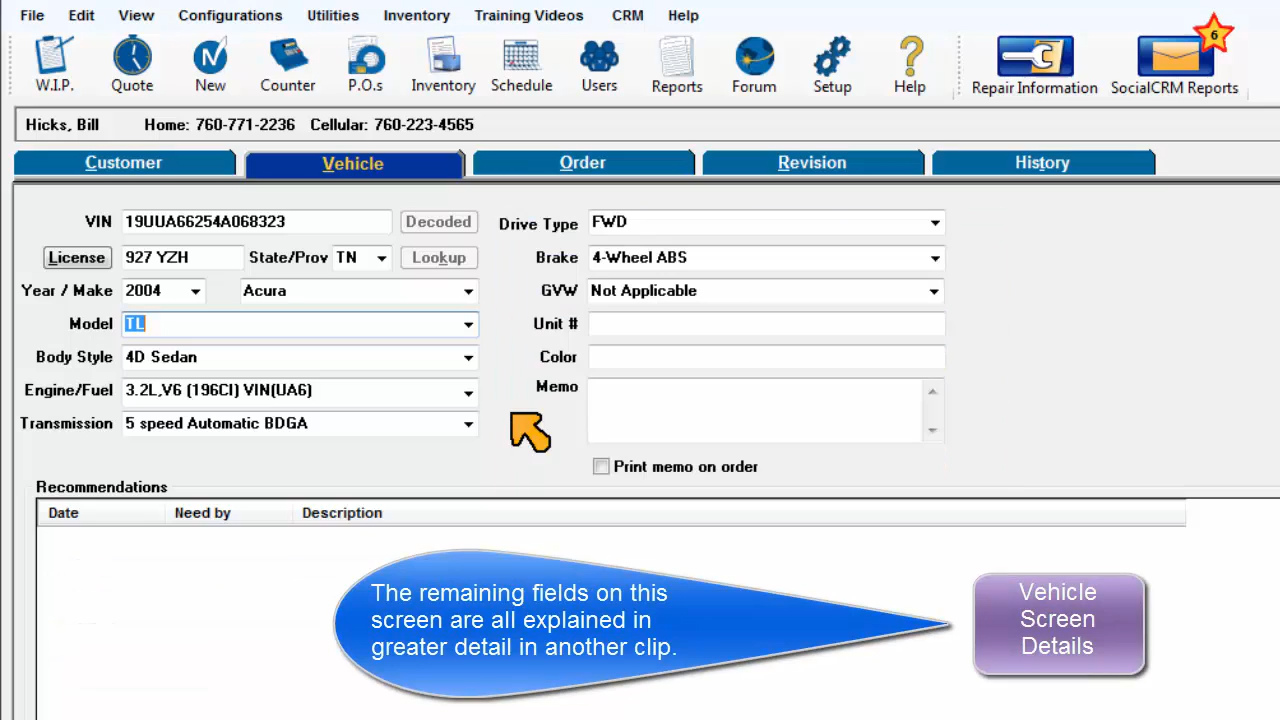 File Edit View Configurations Utilities Inventory Training Videos CRM Help
6
W.I.P. Quote New Counter P.O.s Inventory Schedule Users Reports Forum Setup Help Repair Information SocialCRM Reports
Hicks, Bill Home: 760-771-2236 Cellular: 760-223-4565
Customer Vehicle Order Revision History
VIN 19UUA66254A068323 Decoded Drive Type FWD
License 927 YZH State/Prov TN Lookup Brake 4-Wheel ABS
Year / Make 2004 Acura GVW Not Applicable
Model TL Unit #
Body Style 4D Sedan Color
Engine/Fuel 3.2L,V6 (196CI) VIN(UA6) Memo
Transmission 5 speed Automatic BDGA
Print memo on order
Recommendations
Date Need by Description
The remaining fields on this
screen are all explained in
greater detail in another clip.
Vehicle
Screen
Details